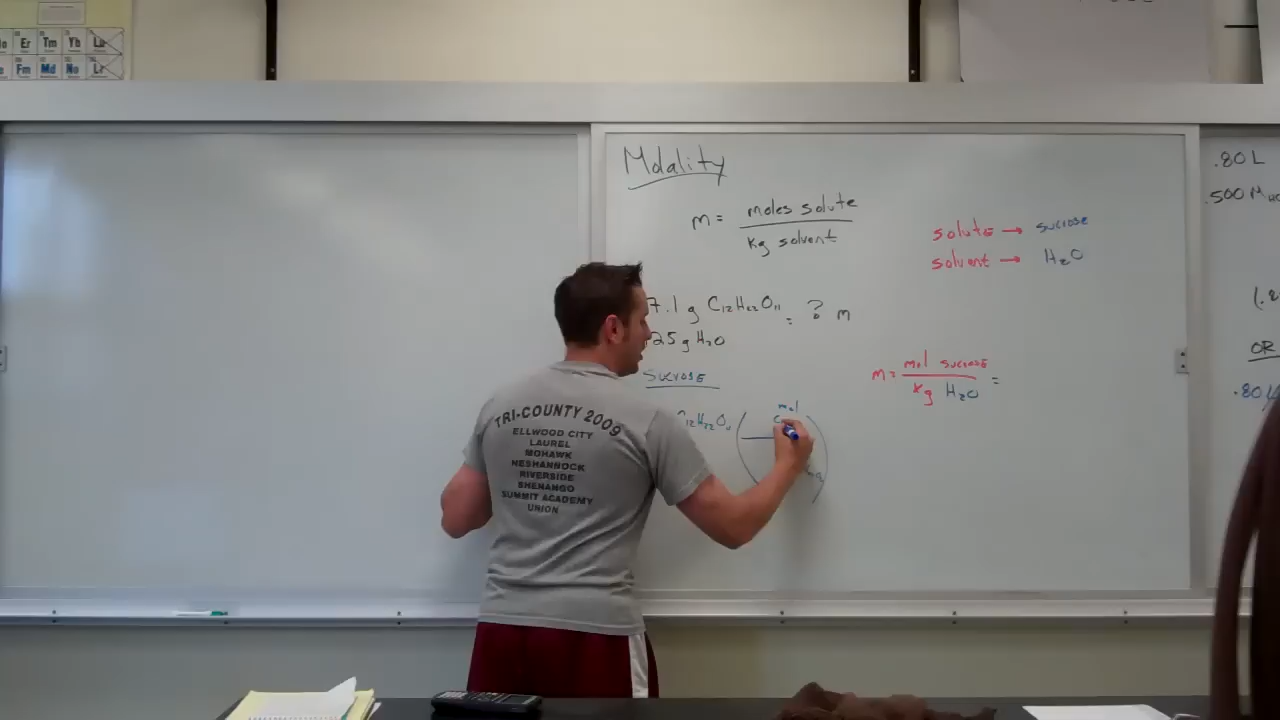 Er Tm Yb Lu
Fm Md No Lr
Molality
m = moles solute
kg solvent
solute → sucrose
solvent → H₂O
7.1 g C₁₂H₂₂O₁₁ = ? m
25 g H₂O
Sucrose
m = mol sucrose =
kg H₂O
C₁₂H₂₂O₁₁ ( mol
TRI-COUNTY 2009
ELLWOOD CITY
LAUREL
MOHAWK
NESHANNOCK
RIVERSIDE
SHENANGO
SUMMIT ACADEMY
UNION
.80 L
.500 M
OR
.80